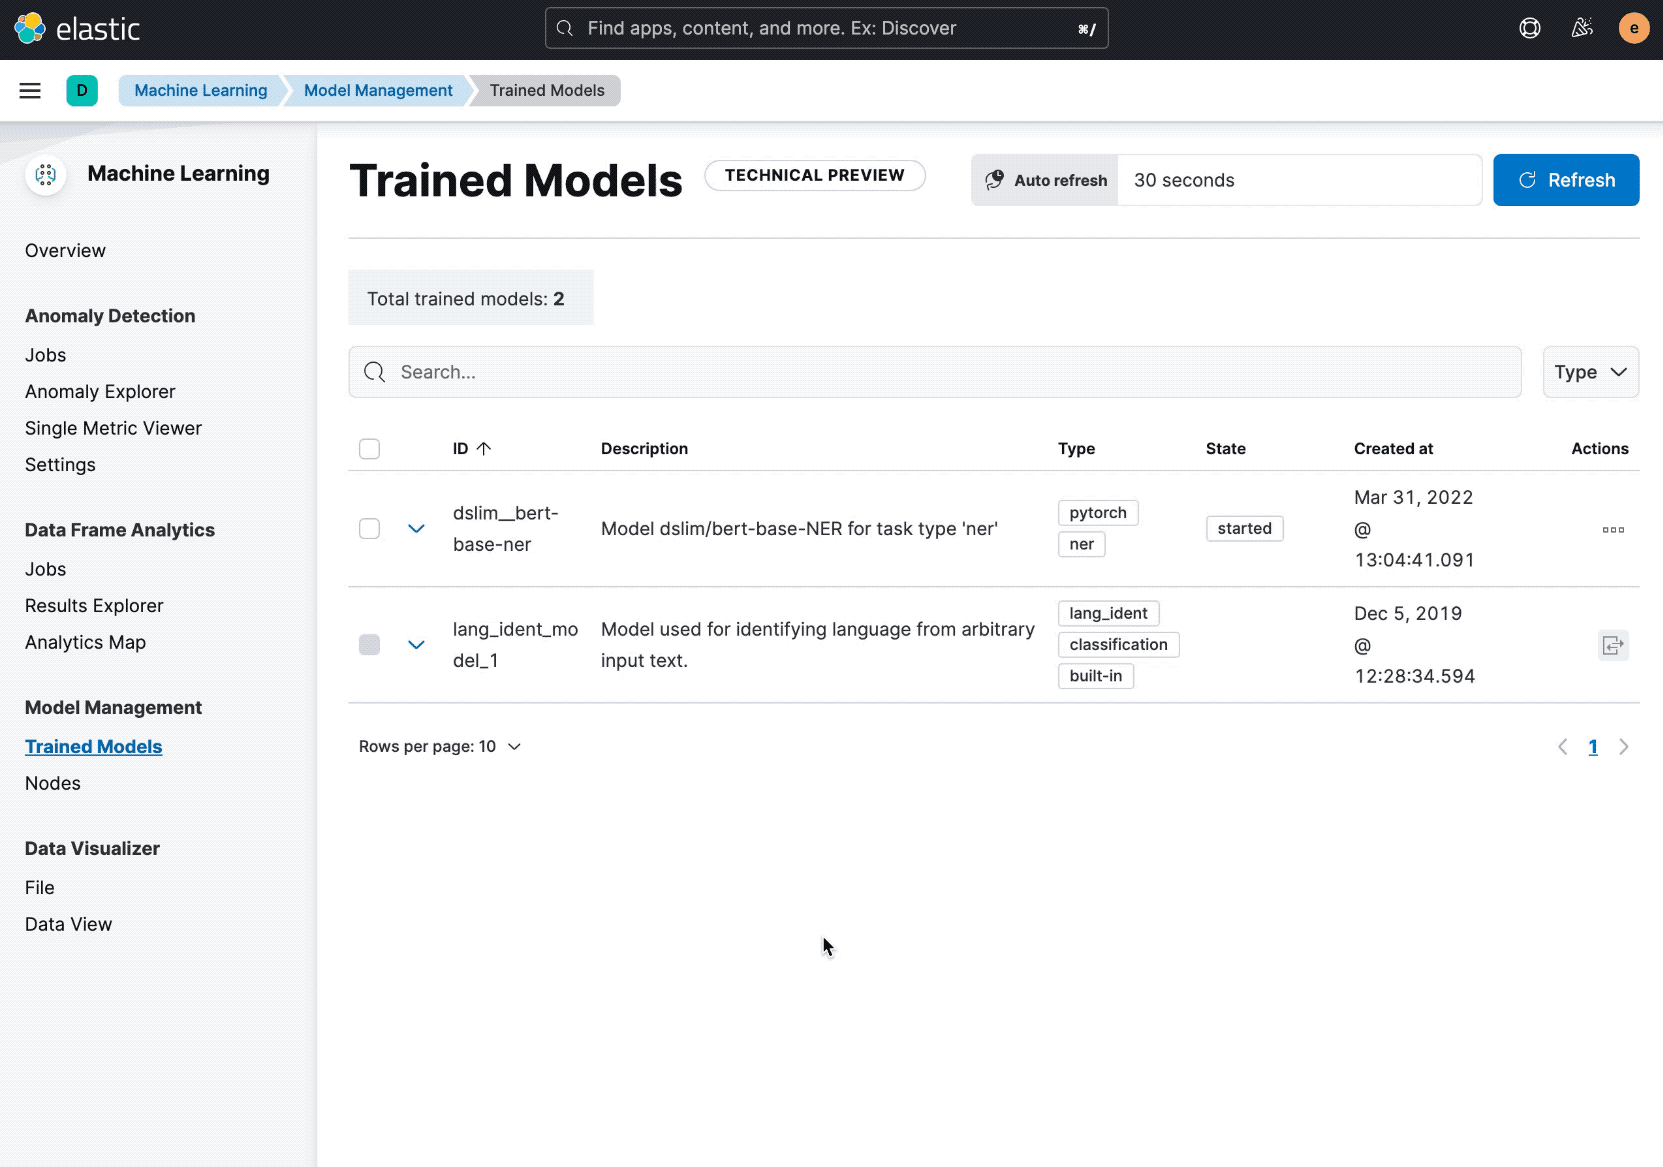 elastic
Find apps, content, and more. Ex: Discover
⌘/
e
D
Machine Learning
Model Management
Trained Models
Machine Learning
Overview
Anomaly Detection
Jobs
Anomaly Explorer
Single Metric Viewer
Settings
Data Frame Analytics
Jobs
Results Explorer
Analytics Map
Model Management
Trained Models
Nodes
Data Visualizer
File
Data View
Trained Models
TECHNICAL PREVIEW
Auto refresh
30 seconds
Refresh
Total trained models: 2
Search...
Type
ID
Description
Type
State
Created at
Actions
dslim__bert-
base-ner
Model dslim/bert-base-NER for task type 'ner'
pytorch
ner
started
Mar 31, 2022
@
13:04:41.091
lang_ident_mo
del_1
Model used for identifying language from arbitrary
input text.
lang_ident
classification
built-in
Dec 5, 2019
@
12:28:34.594
Rows per page: 10
1